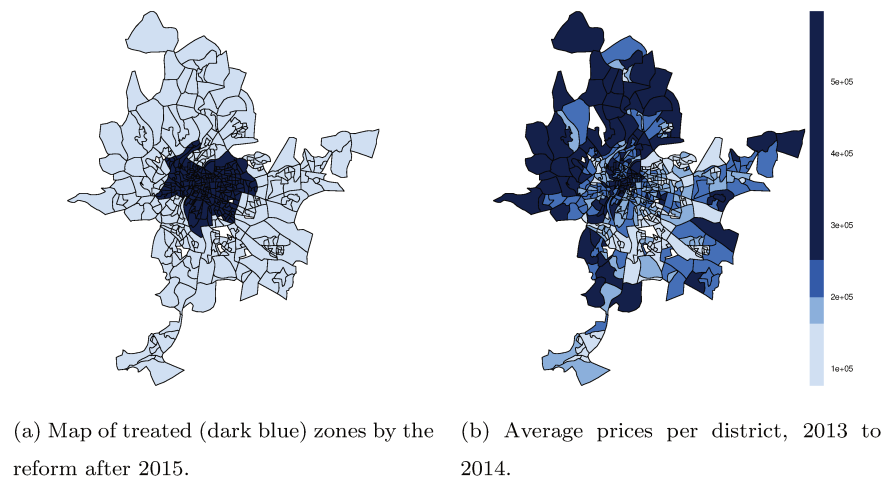 5e+05
4e+05
3e+05
2e+05
1e+05
(a) Map of treated (dark blue) zones by the
reform after 2015.
(b) Average prices per district, 2013 to
2014.